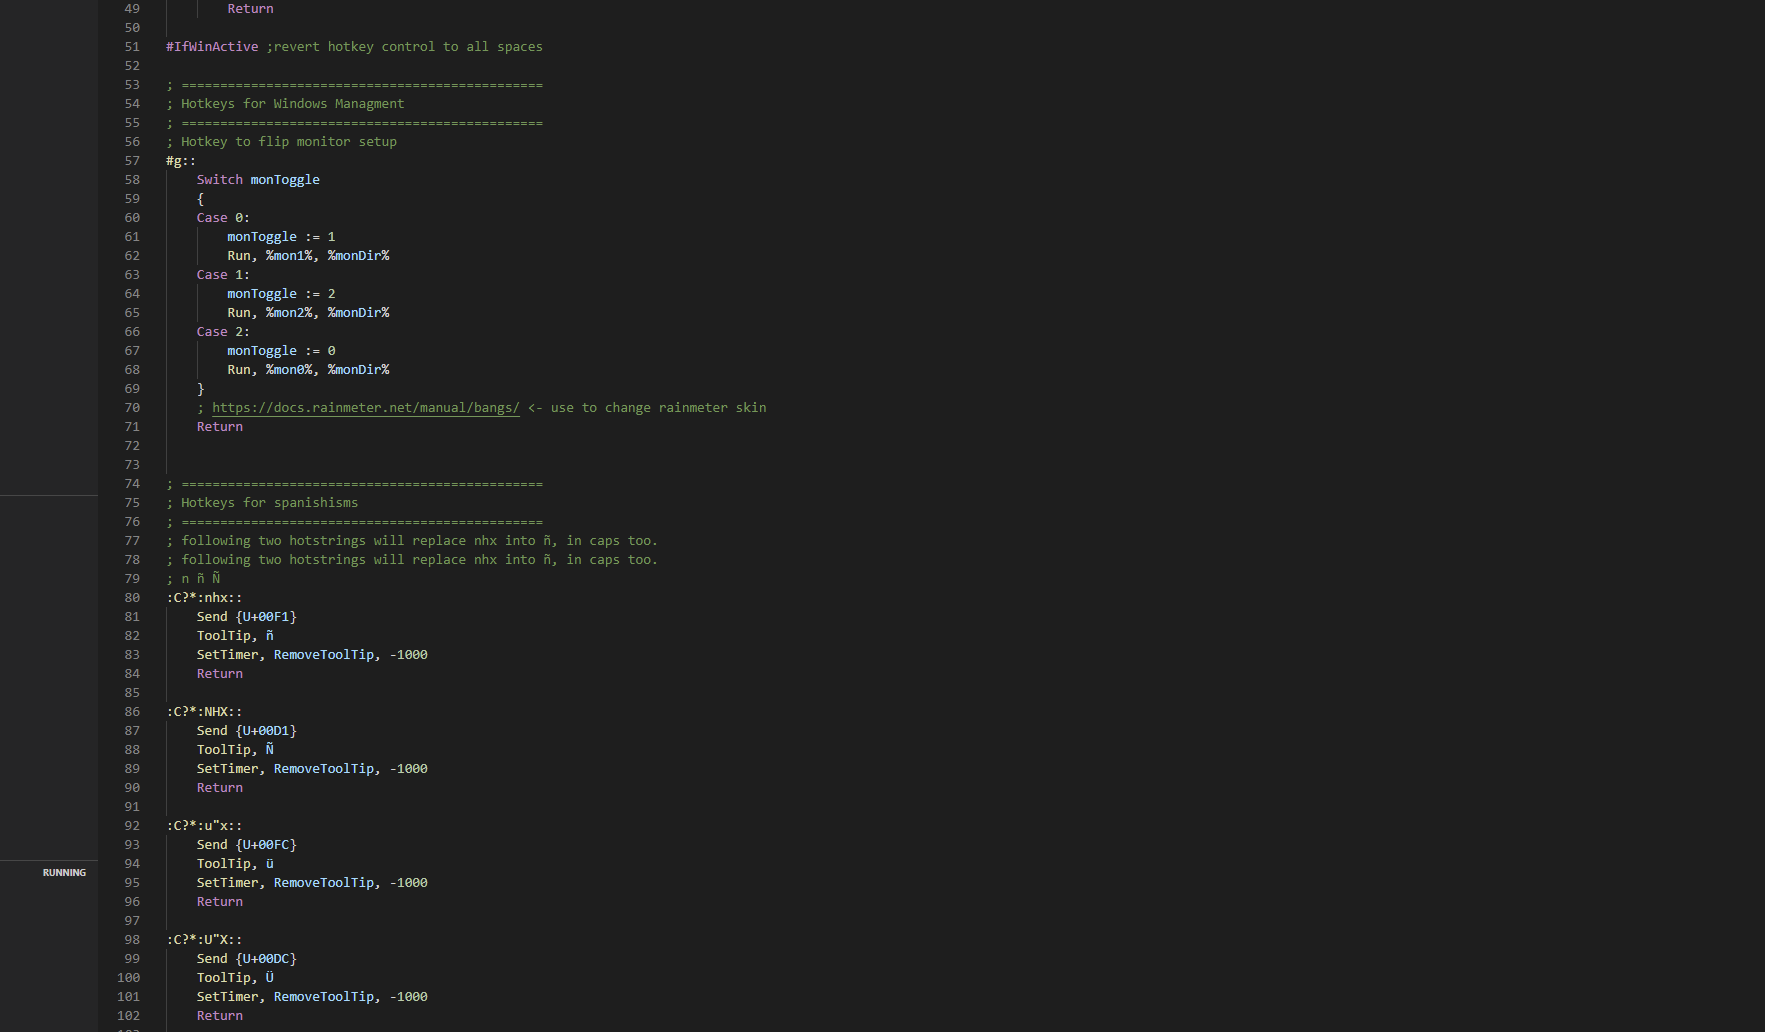 49 Return
50
51 #IfWinActive ;revert hotkey control to all spaces
52
53 ; ===============================================
54 ; Hotkeys for Windows Managment
55 ; ===============================================
56 ; Hotkey to flip monitor setup
57 #g::
58 Switch monToggle
59 {
60 Case 0:
61 monToggle := 1
62 Run, %mon1%, %monDir%
63 Case 1:
64 monToggle := 2
65 Run, %mon2%, %monDir%
66 Case 2:
67 monToggle := 0
68 Run, %mon0%, %monDir%
69 }
70 ; https://docs.rainmeter.net/manual/bangs/ <- use to change rainmeter skin
71 Return
72
73
74 ; ===============================================
75 ; Hotkeys for spanishisms
76 ; ===============================================
77 ; following two hotstrings will replace nhx into ñ, in caps too.
78 ; following two hotstrings will replace nhx into ñ, in caps too.
79 ; n ñ Ñ
80 :C?*:nhx::
81 Send {U+00F1}
82 ToolTip, ñ
83 SetTimer, RemoveToolTip, -1000
84 Return
85
86 :C?*:NHX::
87 Send {U+00D1}
88 ToolTip, Ñ
89 SetTimer, RemoveToolTip, -1000
90 Return
91
92 :C?*:u"x::
93 Send {U+00FC}
94 ToolTip, ü
RUNNING
95 SetTimer, RemoveToolTip, -1000
96 Return
97
98 :C?*:U"X::
99 Send {U+00DC}
100 ToolTip, Ü
101 SetTimer, RemoveToolTip, -1000
102 Return